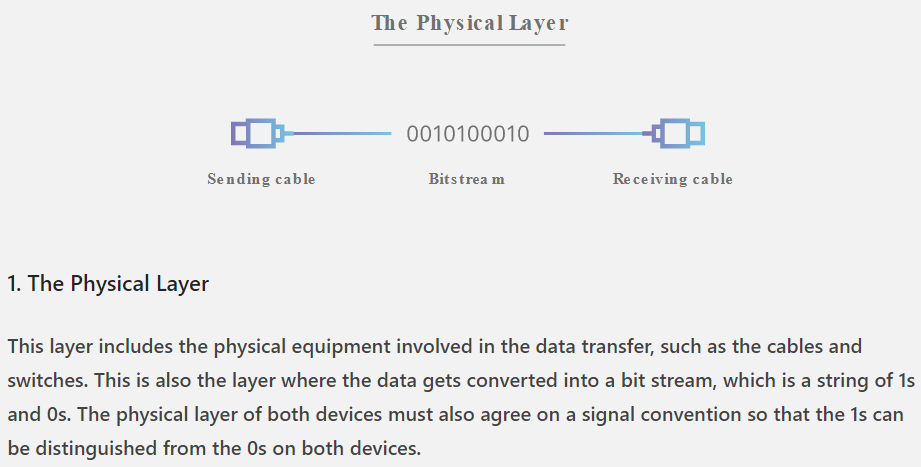 The Physical Layer
0010100010
Sending cable
Bitstream
Receiving cable
1. The Physical Layer
This layer includes the physical equipment involved in the data transfer, such as the cables and
switches. This is also the layer where the data gets converted into a bit stream, which is a string of 1s
and 0s. The physical layer of both devices must also agree on a signal convention so that the 1s can
be distinguished from the 0s on both devices.